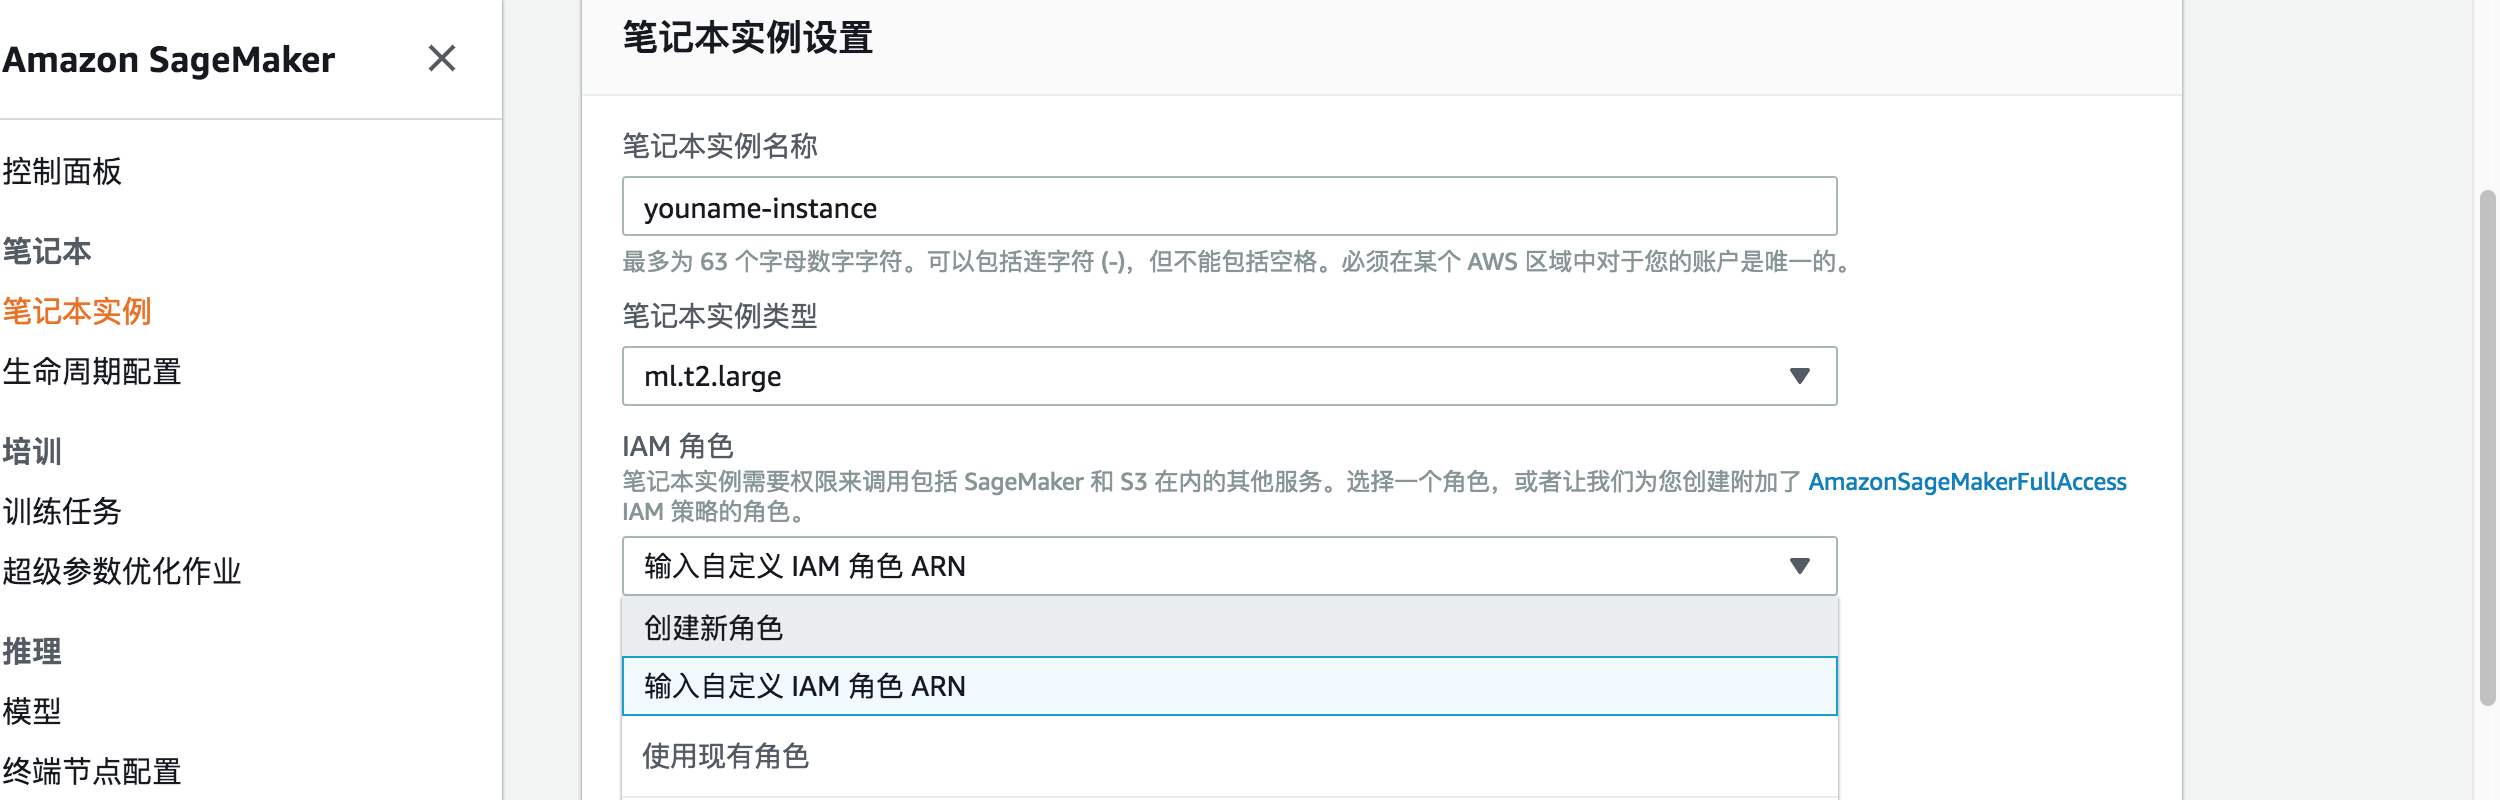 Amazon SageMaker
控制面板
笔记本
笔记本实例
生命周期配置
培训
训练任务
超级参数优化作业
推理
模型
终端节点配置
笔记本实例设置
笔记本实例名称
youname-instance
最多为 63 个字母数字字符。可以包括连字符 (-)，但不能包括空格。必须在某个 AWS 区域中对于您的账户是唯一的。
笔记本实例类型
ml.t2.large
IAM 角色
笔记本实例需要权限来调用包括 SageMaker 和 S3 在内的其他服务。选择一个角色，或者让我们为您创建附加了 AmazonSageMakerFullAccess
IAM 策略的角色。
输入自定义 IAM 角色 ARN
创建新角色
输入自定义 IAM 角色 ARN
使用现有角色